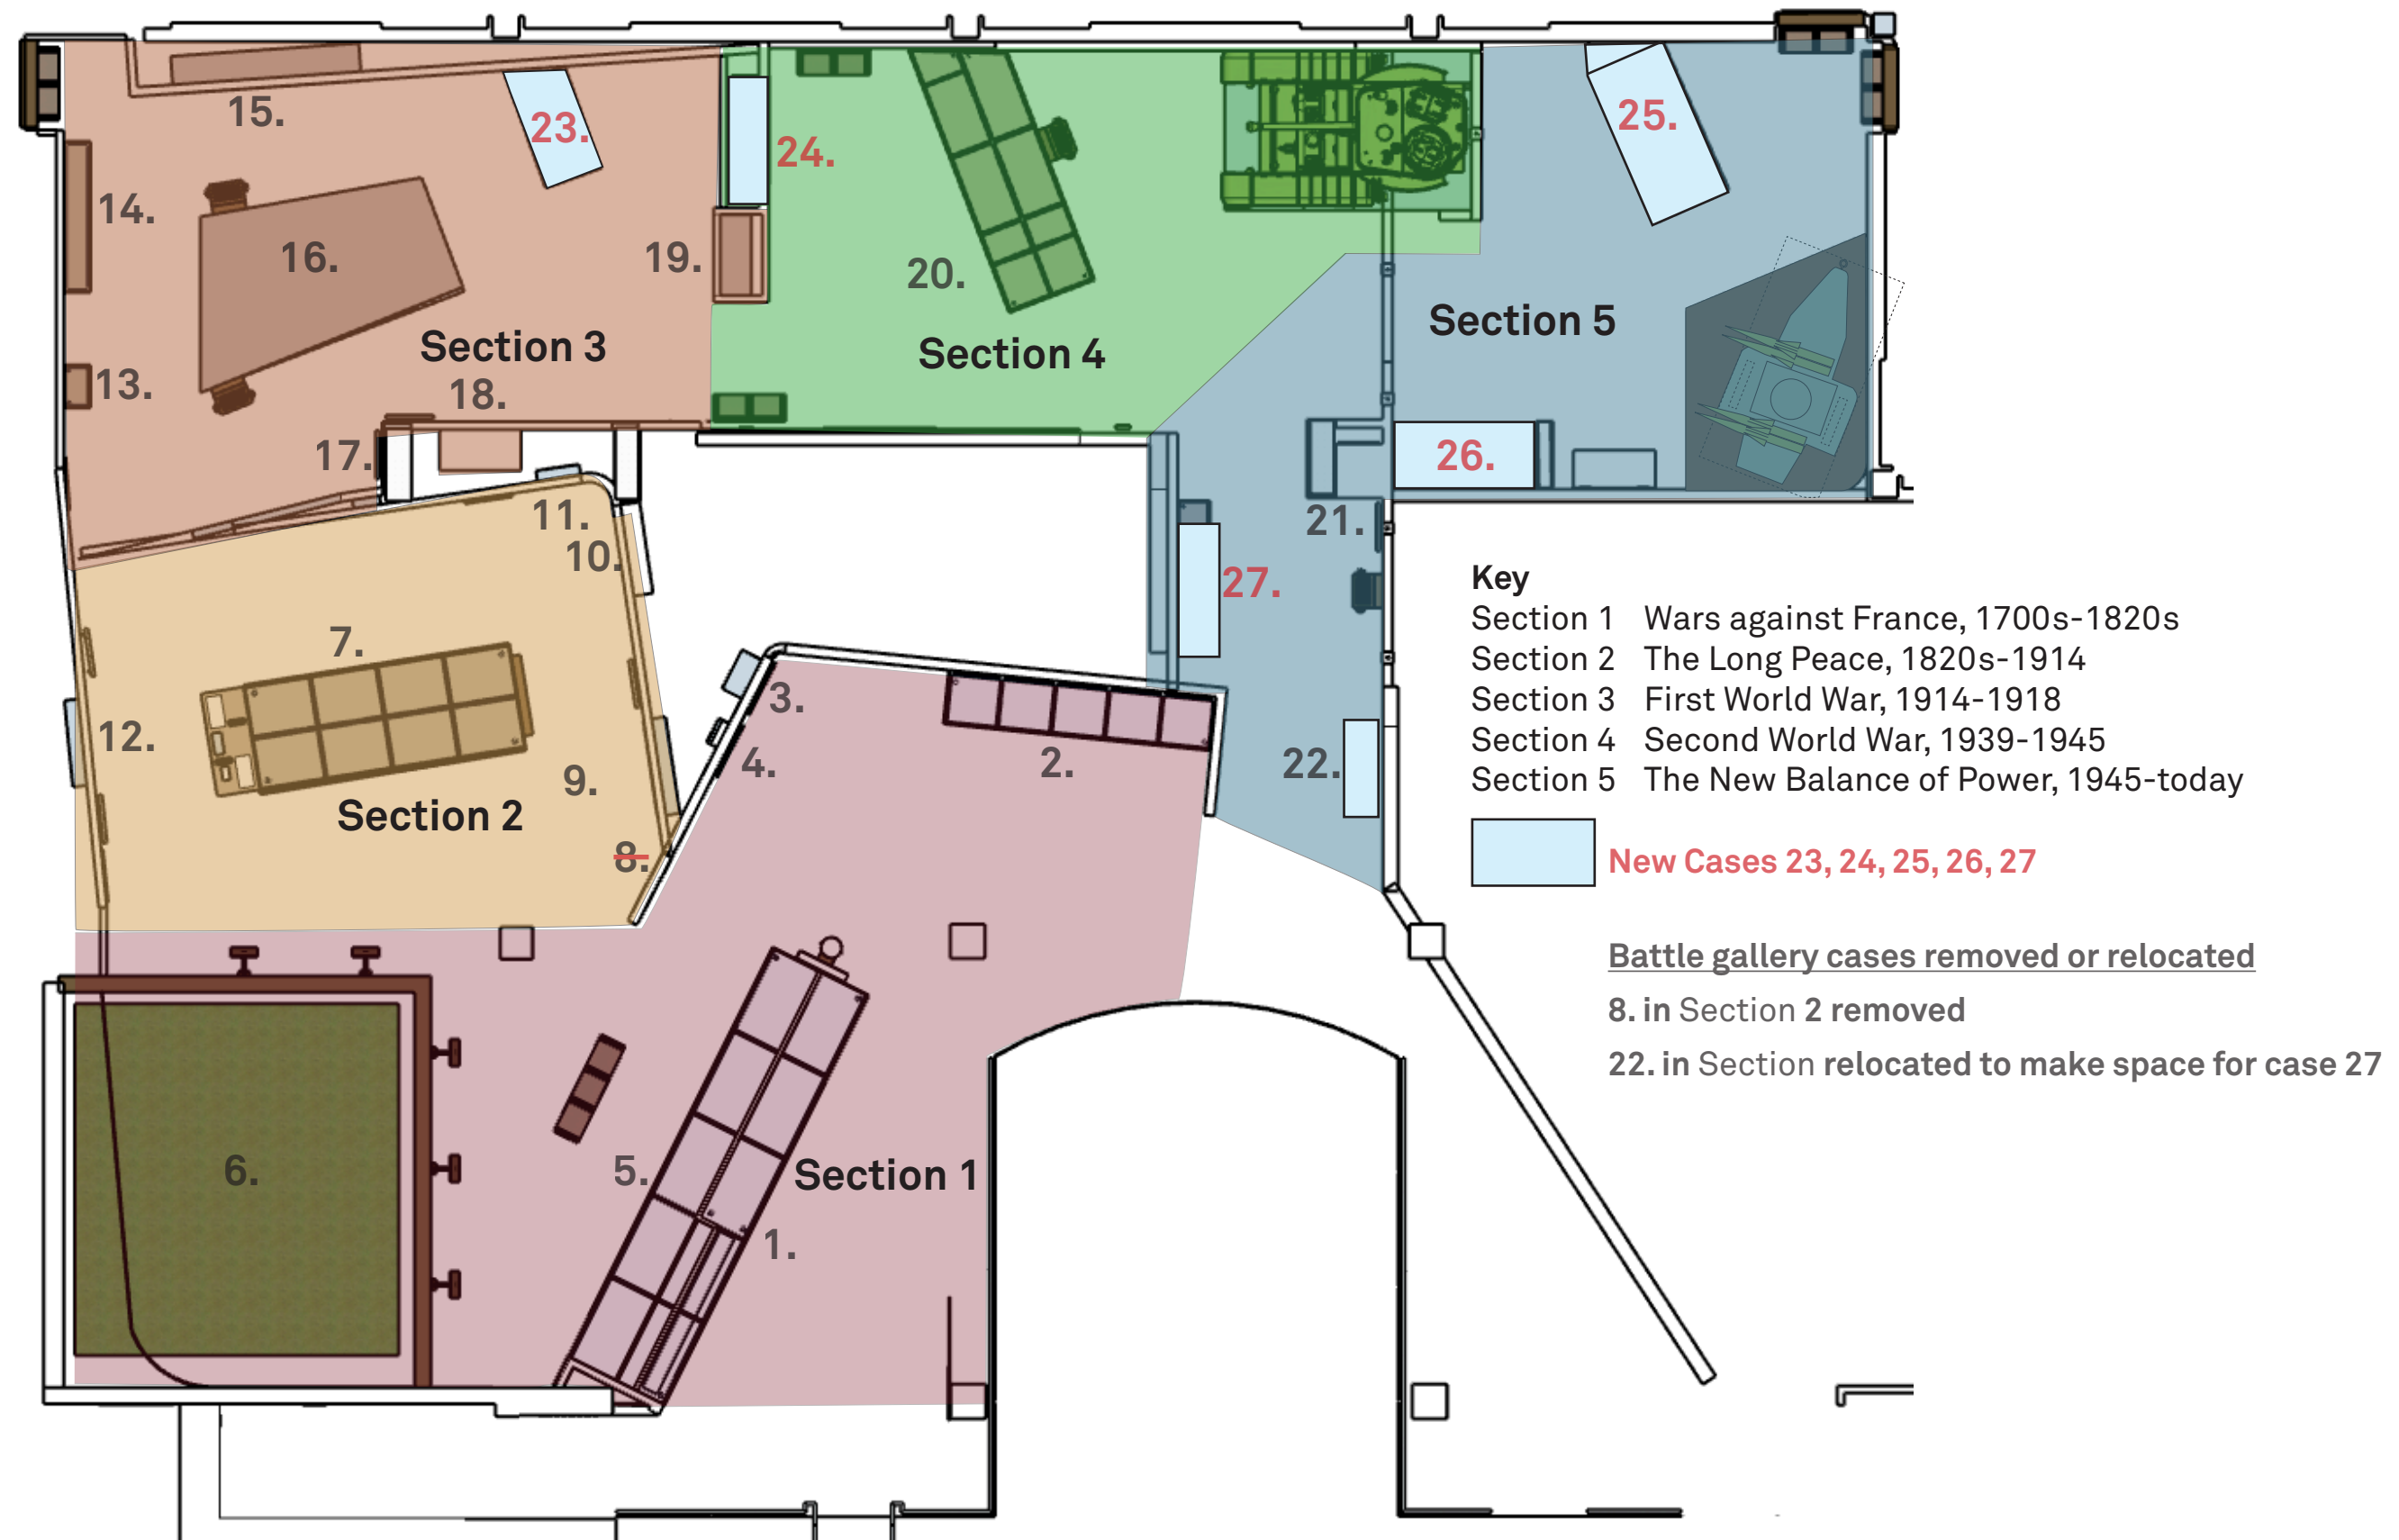 15.
23.
24.
25.
14.
16.
19.
20.
Section 3
Section 4
Section 5
13.
18.
17.
26.
11.
10.
21.
27.
7.
12.
9.
Section 2
8.
3.
4.
2.
22.
Key
Section 1 Wars against France, 1700s-1820s
Section 2 The Long Peace, 1820s-1914
Section 3 First World War, 1914-1918
Section 4 Second World War, 1939-1945
Section 5 The New Balance of Power, 1945-today
New Cases 23, 24, 25, 26, 27
Battle gallery cases removed or relocated
8. in Section 2 removed
22. in Section relocated to make space for case 27
6.
5.
Section 1
1.